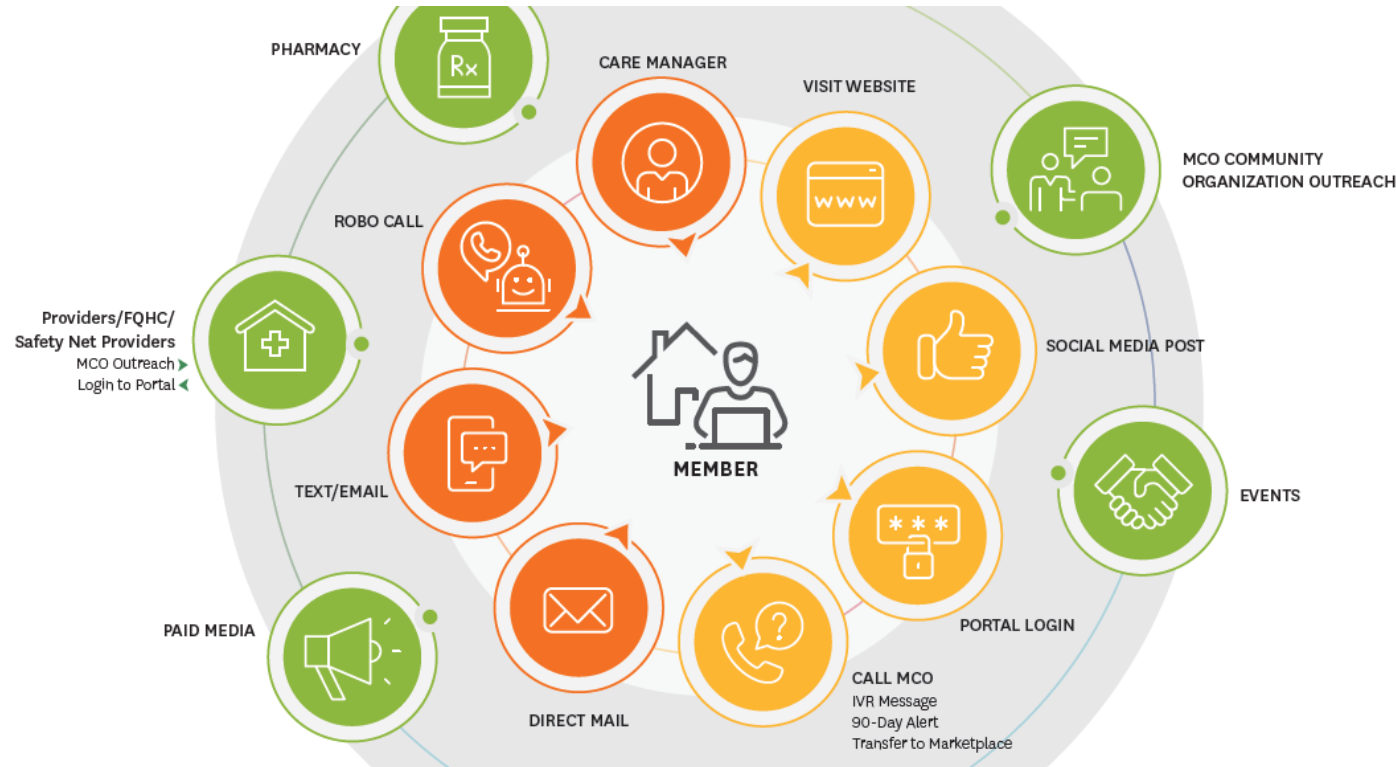 PHARMACY
Rx
CARE MANAGER
VISIT WEBSITE
www
MCO COMMUNITY
ORGANIZATION OUTREACH
ROBO CALL
Providers/FQHC/
Safety Net Providers
MCO Outreach
Login to Portal
SOCIAL MEDIA POST
MEMBER
TEXT/EMAIL
***
?
EVENTS
PAID MEDIA
PORTAL LOGIN
DIRECT MAIL
CALL MCO
IVR Message
90-Day Alert
Transfer to Marketplace